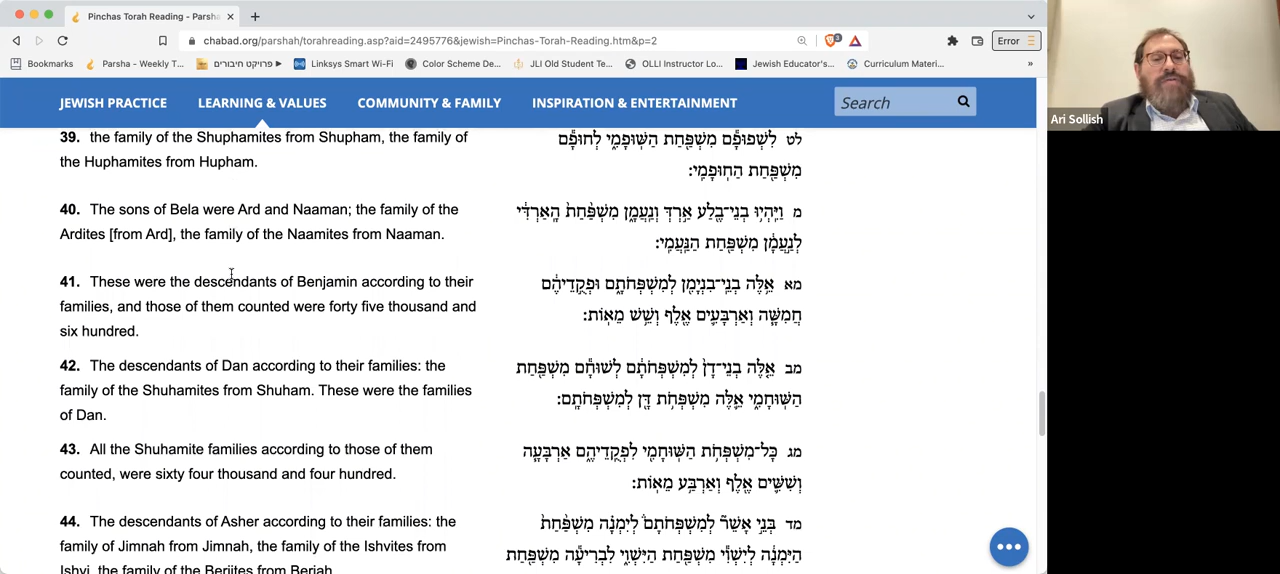 Pinchas Torah Reading - Parsha
chabad.org/parshah/torahreading.asp?aid=2495776&jewish=Pinchas-Torah-Reading.htm&p=2
3
Error
Bookmarks
Parsha - Weekly T...
פרויקט חיבורים
Linksys Smart Wi-Fi
Color Scheme De...
JLI Old Student Te...
OLLI Instructor Lo...
Jewish Educator's...
Curriculum Materi...
»
JEWISH PRACTICE
LEARNING & VALUES
COMMUNITY & FAMILY
INSPIRATION & ENTERTAINMENT
Search
Ari Sollish
39. the family of the Shuphamites from Shupham, the family of
the Huphamites from Hupham.
לט לִשְׁפוּפָ֕ם מִשְׁפַּ֖חַת הַשּֽׁוּפָמִ֑י לְחוּפָ֕ם
מִשְׁפַּ֖חַת הַחֽוּפָמִֽי:
40. The sons of Bela were Ard and Naaman; the family of the
Ardites [from Ard], the family of the Naamites from Naaman.
מ וַיִּֽהְי֥וּ בְנֵי־בֶ֖לַע אַ֣רְדְּ וְנַֽעֲמָ֑ן מִשְׁפַּ֨חַת֙ הָֽאַרְדִּ֔י
לְנַֽעֲמָ֔ן מִשְׁפַּ֖חַת הַנַּֽעֲמִֽי:
41. These were the descendants of Benjamin according to their
families, and those of them counted were forty five thousand and
six hundred.
מא אֵ֥לֶּה בְנֵֽי־בִנְיָמִ֖ן לְמִשְׁפְּחֹתָ֑ם וּפְקֻ֣דֵיהֶ֔ם
חֲמִשָּׁ֧ה וְאַרְבָּעִ֛ים אֶ֖לֶף וְשֵׁ֥שׁ מֵאֽוֹת:
42. The descendants of Dan according to their families: the
family of the Shuhamites from Shuham. These were the families
of Dan.
מב אֵ֤לֶּה בְנֵי־דָן֙ לְמִשְׁפְּחֹתָ֔ם לְשׁוּחָ֕ם מִשְׁפַּ֖חַת
הַשּֽׁוּחָמִ֑י אֵ֛לֶּה מִשְׁפְּחֹ֥ת דָּ֖ן לְמִשְׁפְּחֹתָֽם:
43. All the Shuhamite families according to those of them
counted, were sixty four thousand and four hundred.
מג כָּל־מִשְׁפְּחֹ֥ת הַשּֽׁוּחָמִ֖י לִפְקֻֽדֵיהֶ֑ם אַרְבָּעָ֧ה
וְשִׁשִּׁ֛ים אֶ֖לֶף וְאַרְבַּ֥ע מֵאֽוֹת:
44. The descendants of Asher according to their families: the
family of Jimnah from Jimnah, the family of the Ishvites from
Ishvi, the family of the Beriites from Beriah.
מד בְּנֵ֣י אָשֵׁר֘ לְמִשְׁפְּחֹתָם֒ לְיִמְנָ֗ה מִשְׁפַּ֨חַת֙
הַיִּמְנָ֔ה לְיִשְׁוִ֕י מִשְׁפַּ֖חַת הַיִּשְׁוִ֑י לִבְרִיעָ֕ה מִשְׁפַּ֖חַת